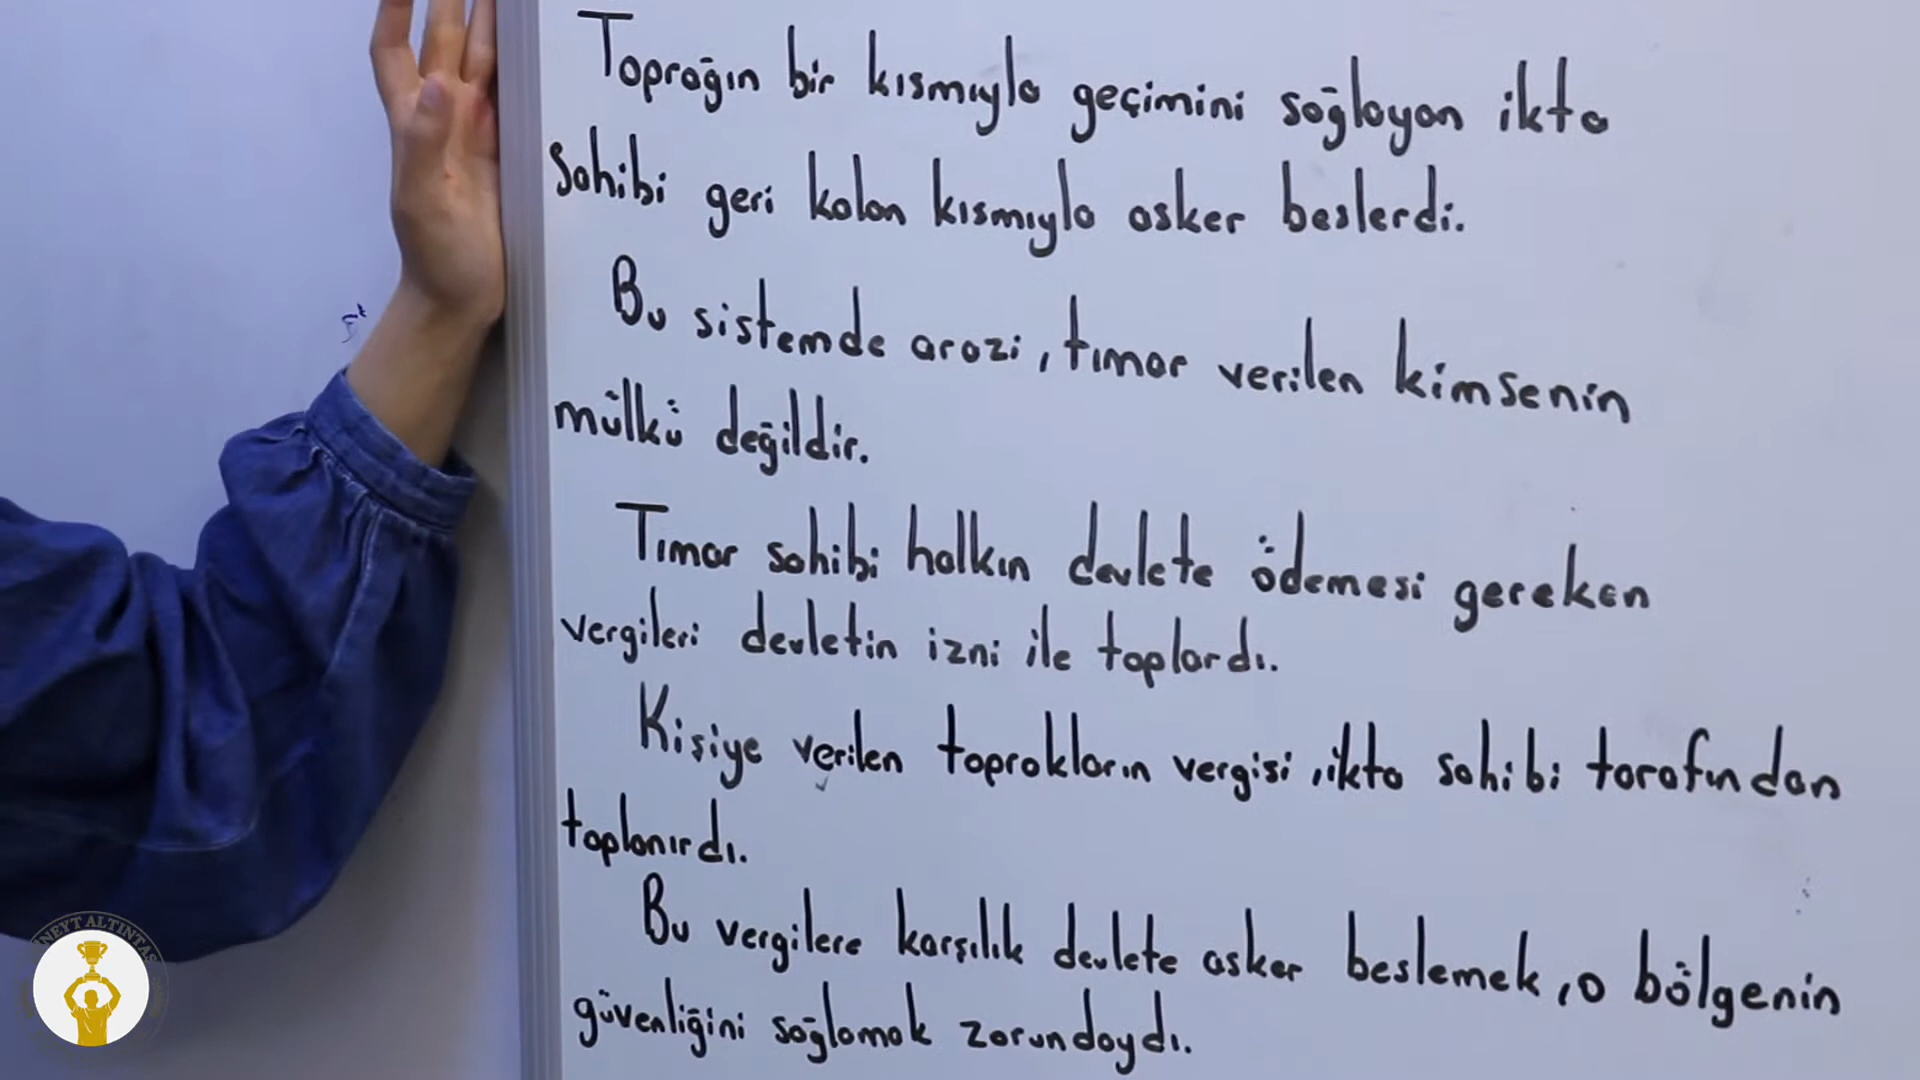 Toprağın bir kısmıyla geçimini sağlayan ikta
sahibi geri kalan kısmıyla asker beslerdi.
Bu sistemde arazi, tımar verilen kimsenin
mülkü değildir.
Tımar sahibi halkın devlete ödemesi gereken
vergileri devletin izni ile toplardı.
Kişiye verilen toprakların vergisi, ikta sahibi tarafından
toplanırdı.
Bu vergilere karşılık devlete asker beslemek, o bölgenin
güvenliğini sağlamak zorundaydı.
NEYT ALTINTAŞ